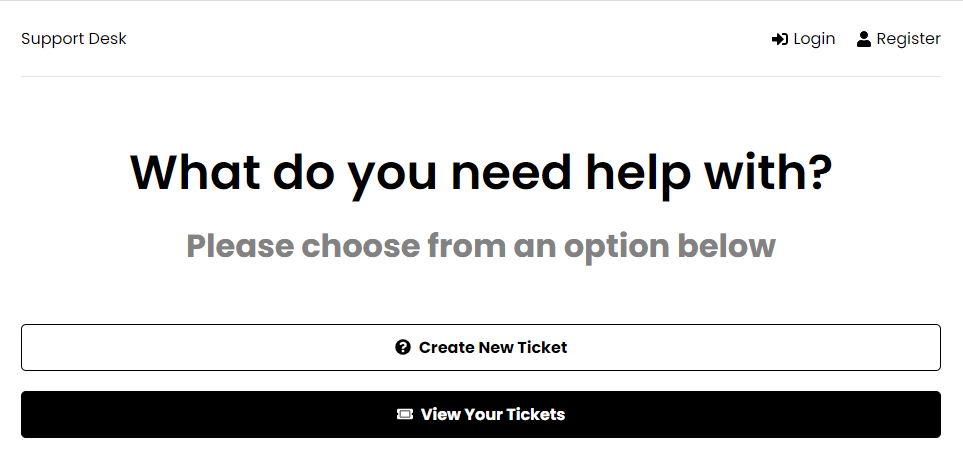 Support Desk
Login
Register
What do you need help with?
Please choose from an option below
Create New Ticket
View Your Tickets